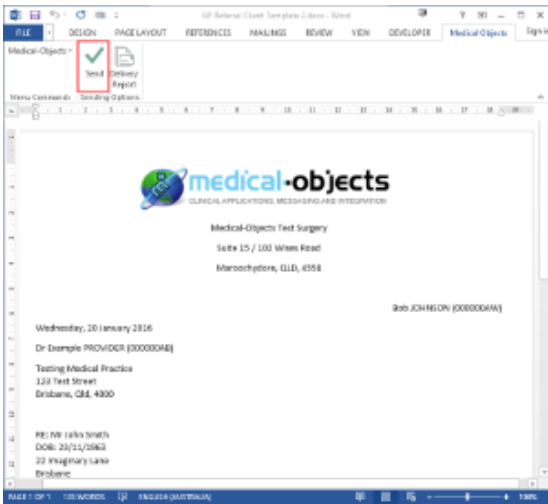 GP Referral Client Template 2.docx - Word
FILE DESIGN PAGE LAYOUT REFERENCES MAILINGS REVIEW VIEW DEVELOPER Medical-Objects Sign in
Medical-Objects
Send Delivery
Report
Menu Commands Sending Options
medical-objects
CLINICAL APPLICATIONS, MESSAGING AND INTEGRATION
Medical-Objects Test Surgery
Suite 15 / 102 Wises Road
Maroochydore, QLD, 4558
Bob JOHNSON (000000AW)
Wednesday, 20 January 2016
Dr Example PROVIDER (000000AB)
Testing Medical Practice
123 Test Street
Brisbane, Qld, 4000
RE: Mr John Smith
DOB: 23/11/1963
22 Imaginary Lane
Brisbane
PAGE 1 OF 1 ENGLISH (AUSTRALIA) 100%